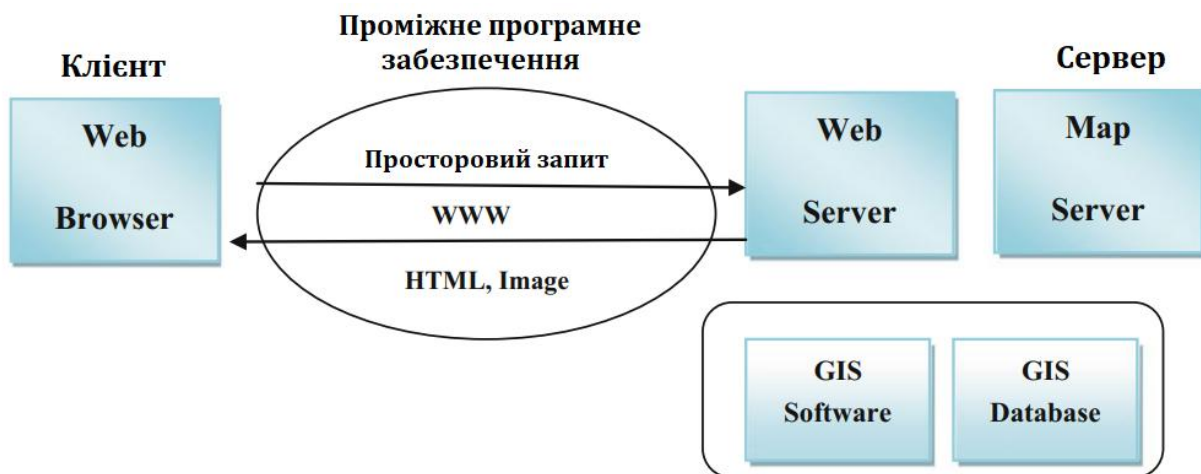 Проміжне програмне
забезпечення
Клієнт
Сервер
Web
Browser
Просторовий запит
WWW
HTML, Image
Web
Server
Map
Server
GIS
Software
GIS
Database